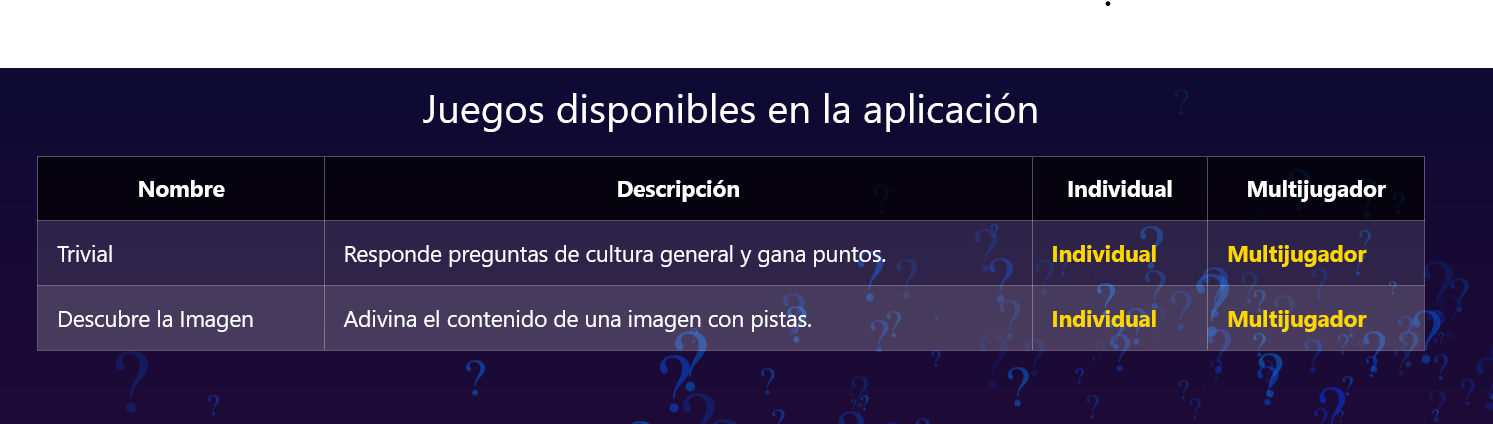 Juegos disponibles en la aplicación
Nombre Descripción Individual Multijugador
Trivial Responde preguntas de cultura general y gana puntos. Individual Multijugador
Descubre la Imagen Adivina el contenido de una imagen con pistas. Individual Multijugador